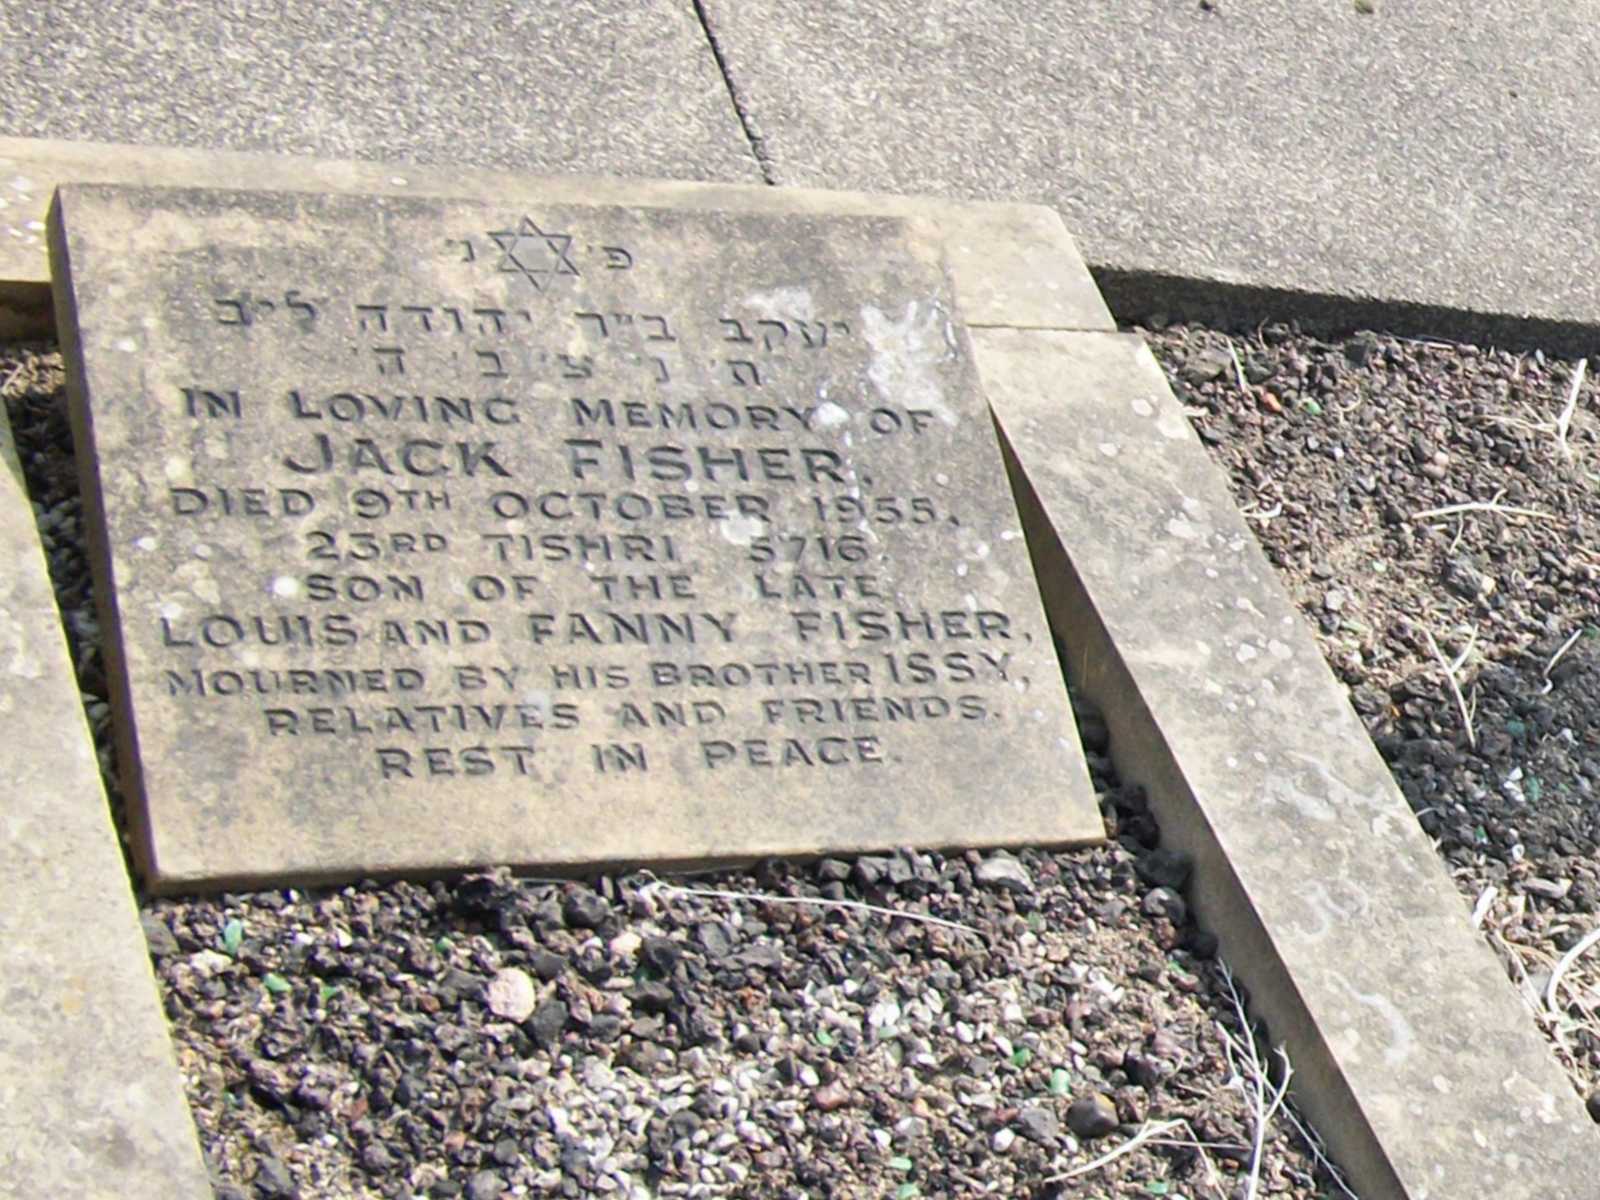 פ' נ'
יעקב ב״ר יהודה ליב
ת' נ' צ' ב' ה'
IN LOVING MEMORY OF
JACK FISHER.
DIED 9TH OCTOBER 1955,
23RD TISHRI 5716.
SON OF THE LATE
LOUIS AND FANNY FISHER,
MOURNED BY HIS BROTHER ISSY,
RELATIVES AND FRIENDS.
REST IN PEACE.